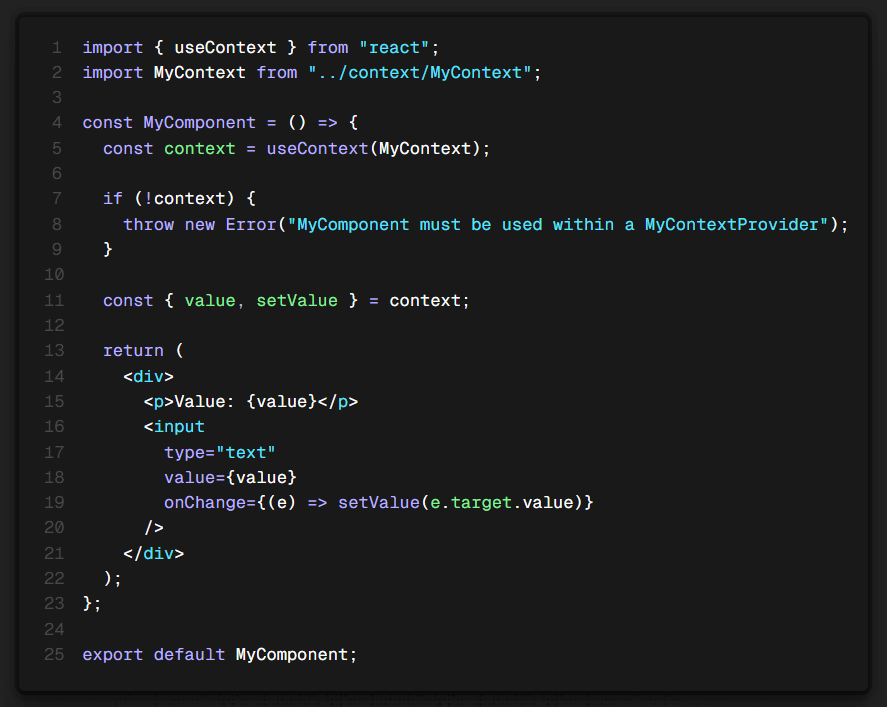 1 import { useContext } from "react";
2 import MyContext from "../context/MyContext";
3
4 const MyComponent = () => {
5   const context = useContext(MyContext);
6
7   if (!context) {
8     throw new Error("MyComponent must be used within a MyContextProvider");
9   }
10
11   const { value, setValue } = context;
12
13   return (
14     <div>
15       <p>Value: {value}</p>
16       <input
17         type="text"
18         value={value}
19         onChange={(e) => setValue(e.target.value)}
20       />
21     </div>
22   );
23 };
24
25 export default MyComponent;